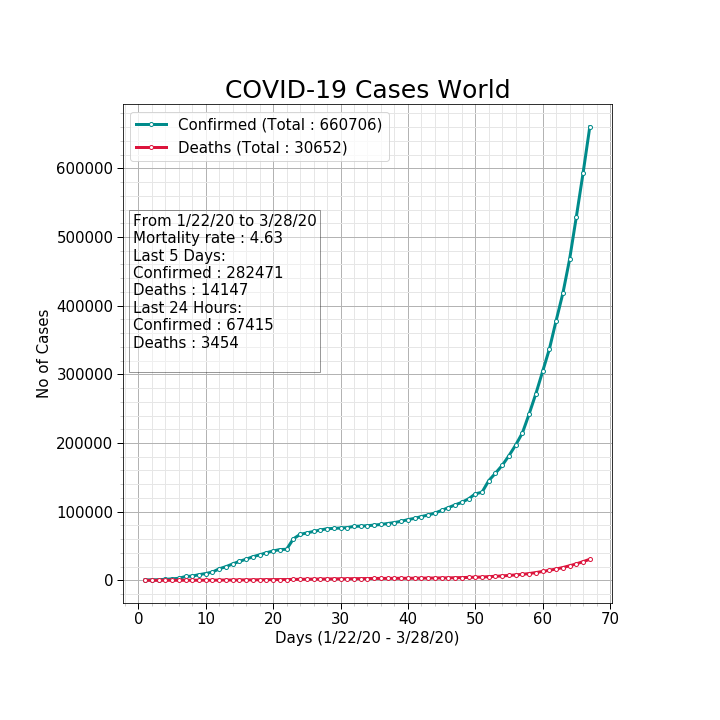 COVID-19 Cases World
Confirmed (Total : 660706)
Deaths (Total : 30652)
From 1/22/20 to 3/28/20
Mortality rate : 4.63
Last 5 Days:
Confirmed : 282471
Deaths : 14147
Last 24 Hours:
Confirmed : 67415
Deaths : 3454
No of Cases
600000
500000
400000
300000
200000
100000
0
0 10 20 30 40 50 60 70
Days (1/22/20 - 3/28/20)